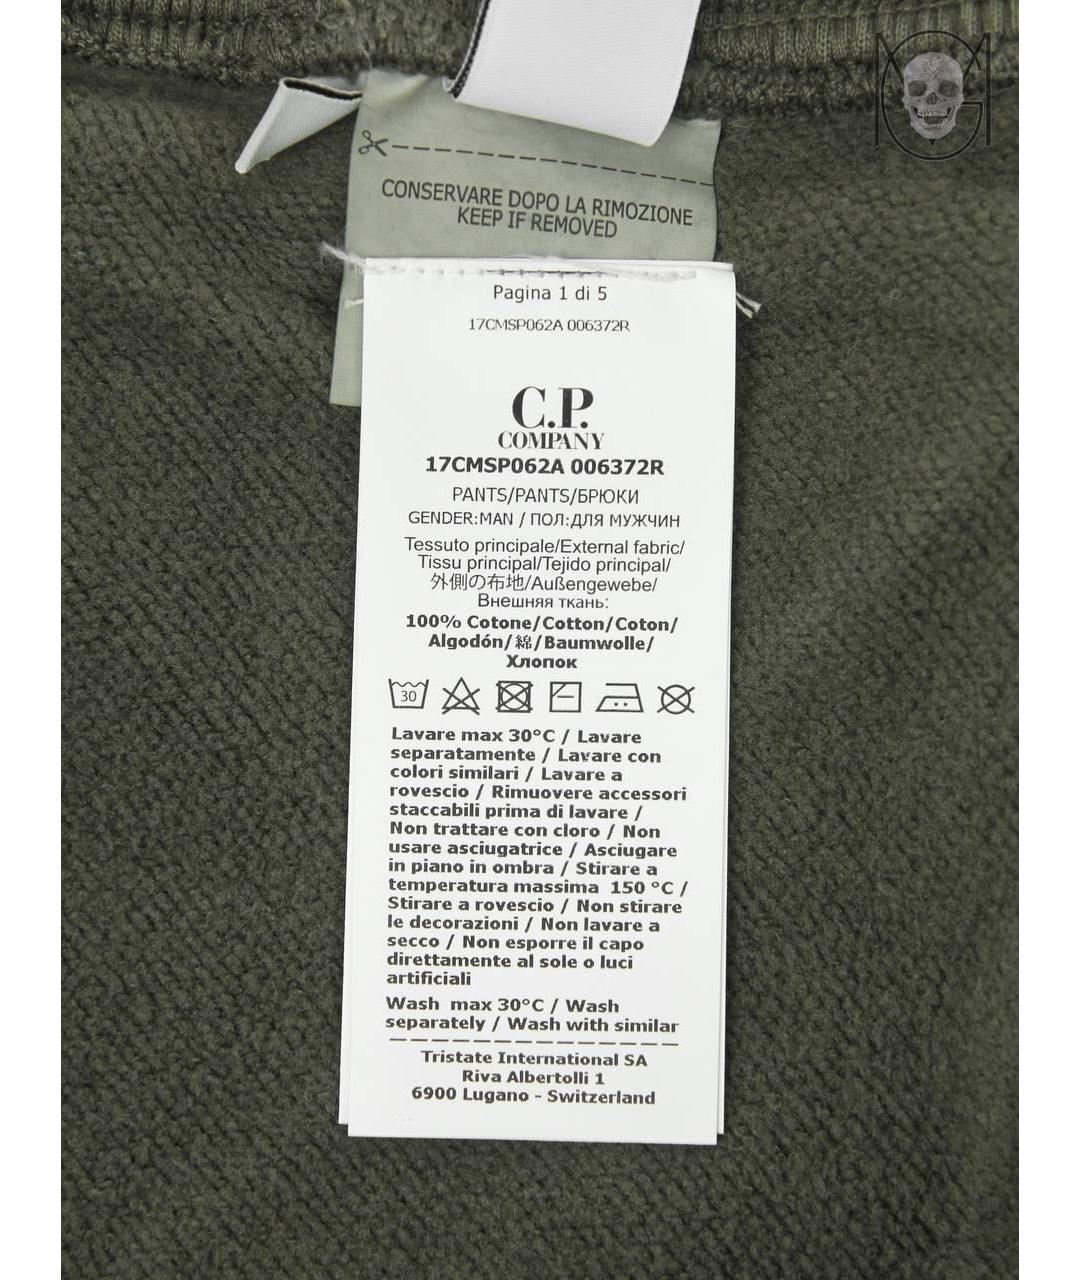 CONSERVARE DOPO LA RIMOZIONE
KEEP IF REMOVED
Pagina 1 di 5
17CMSP062A 006372R
C.P.
COMPANY
17CMSP062A 006372R
PANTS/PANTS/БРЮКИ
GENDER:MAN / ПОЛ:ДЛЯ МУЖЧИН
Tessuto principale/External fabric/
Tissu principal/Tejido principal/
外側の布地/Außengewebe/
Внешняя ткань:
100% Cotone/Cotton/Coton/
Algodón/綿/Baumwolle/
Хлопок
30
Lavare max 30°C / Lavare
separatamente / Lavare con
colori similari / Lavare a
rovescio / Rimuovere accessori
staccabili prima di lavare /
Non trattare con cloro / Non
usare asciugatrice / Asciugare
in piano in ombra / Stirare a
temperatura massima 150 °C /
Stirare a rovescio / Non stirare
le decorazioni / Non lavare a
secco / Non esporre il capo
direttamente al sole o luci
artificiali
Wash max 30°C / Wash
separately / Wash with similar
Tristate International SA
Riva Albertolli 1
6900 Lugano - Switzerland